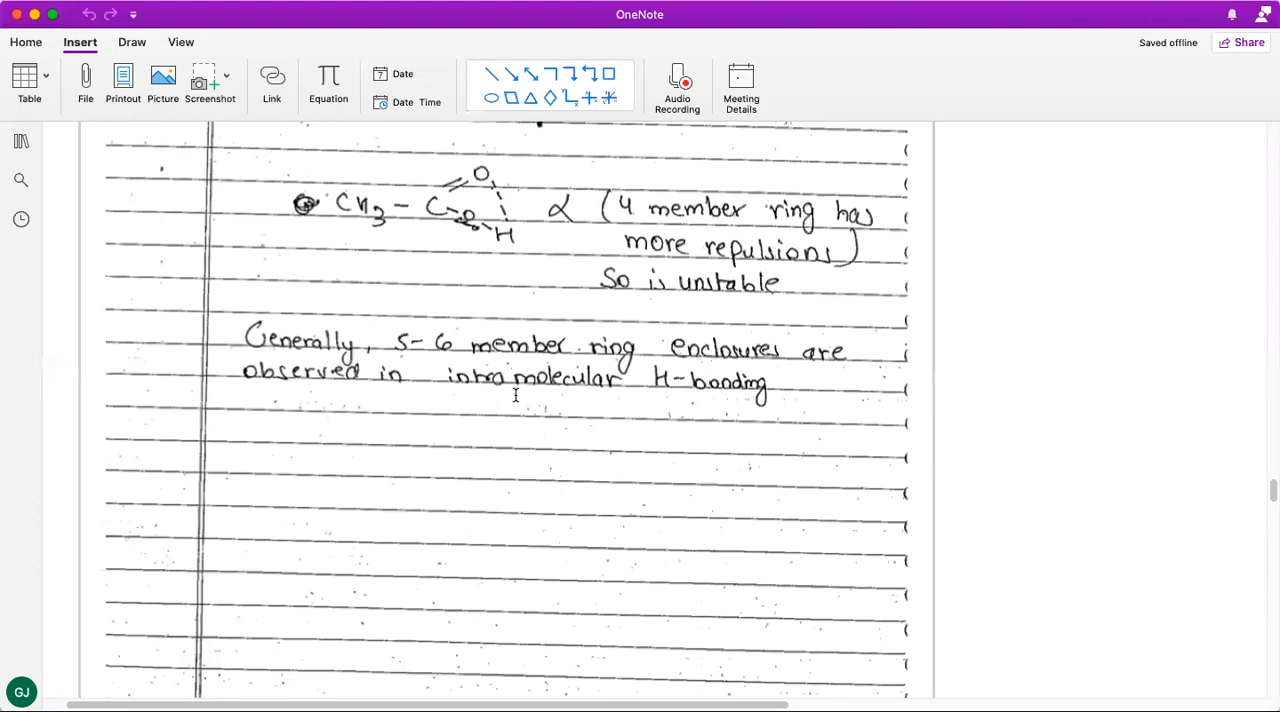 OneNote
Home Insert Draw View
Saved offline Share
Table File Printout Picture Screenshot Link Equation Date Date Time Audio Recording Meeting Details
O
CH3 - C α (4 member ring has
O
H more repulsions)
So is unstable
Generally, 5-6 member ring enclosures are
observed in intramolecular H-bonding
GJ